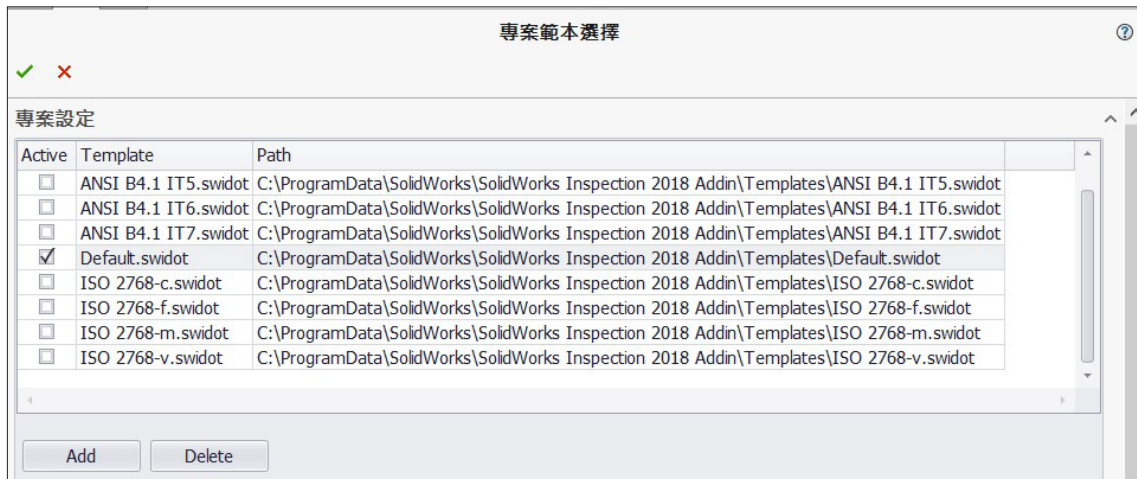 專案範本選擇
專案設定
Active Template Path
ANSI B4.1 IT5.swidot C:\ProgramData\SolidWorks\SolidWorks Inspection 2018 Addin\Templates\ANSI B4.1 IT5.swidot
ANSI B4.1 IT6.swidot C:\ProgramData\SolidWorks\SolidWorks Inspection 2018 Addin\Templates\ANSI B4.1 IT6.swidot
ANSI B4.1 IT7.swidot C:\ProgramData\SolidWorks\SolidWorks Inspection 2018 Addin\Templates\ANSI B4.1 IT7.swidot
Default.swidot C:\ProgramData\SolidWorks\SolidWorks Inspection 2018 Addin\Templates\Default.swidot
ISO 2768-c.swidot C:\ProgramData\SolidWorks\SolidWorks Inspection 2018 Addin\Templates\ISO 2768-c.swidot
ISO 2768-f.swidot C:\ProgramData\SolidWorks\SolidWorks Inspection 2018 Addin\Templates\ISO 2768-f.swidot
ISO 2768-m.swidot C:\ProgramData\SolidWorks\SolidWorks Inspection 2018 Addin\Templates\ISO 2768-m.swidot
ISO 2768-v.swidot C:\ProgramData\SolidWorks\SolidWorks Inspection 2018 Addin\Templates\ISO 2768-v.swidot
Add Delete